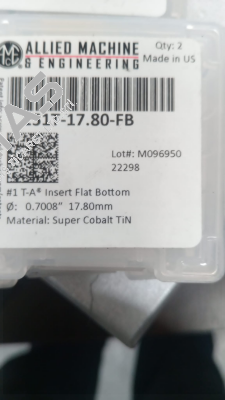 ALLIED MACHINE
& ENGINEERING
Qty: 2
Made in US
151T-17.80-FB
Lot#: M096950
22298
#1 T-A® Insert Flat Bottom
Ø: 0.7008" 17.80mm
Material: Super Cobalt TiN